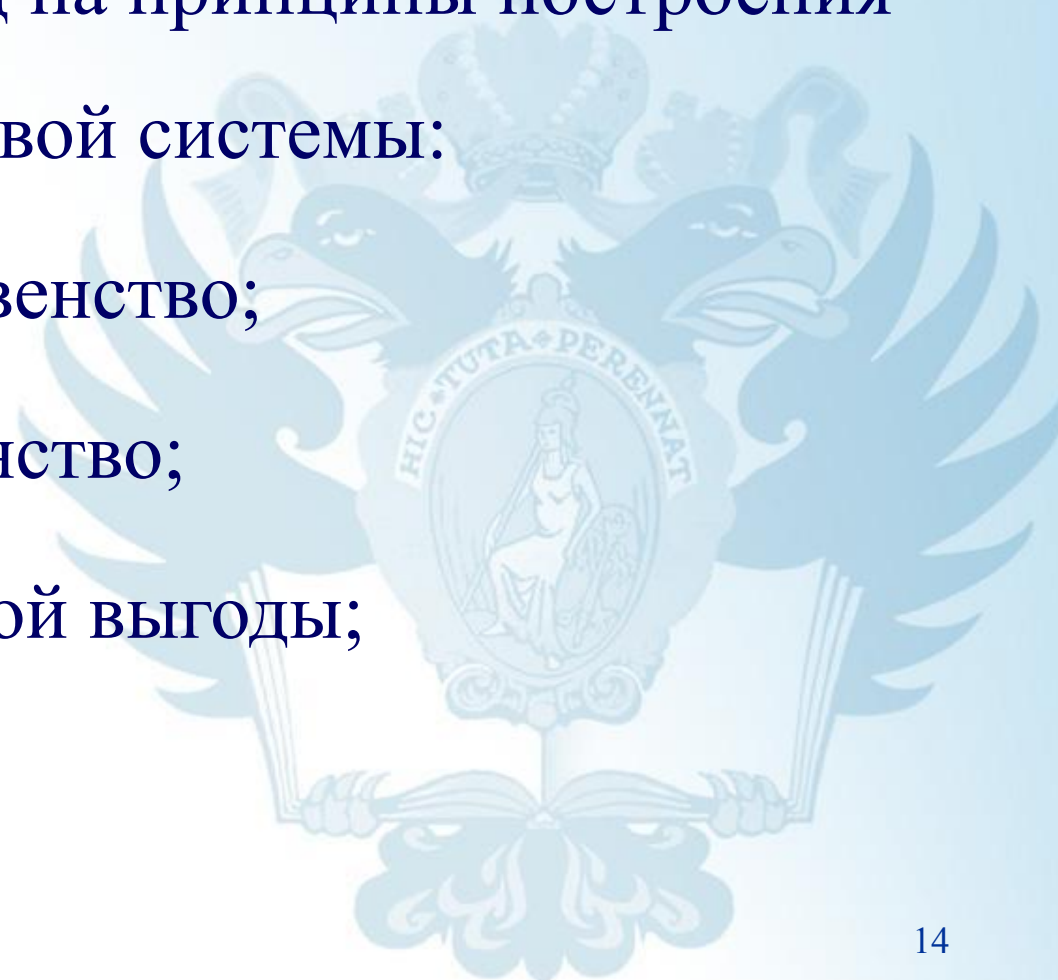 на принципы построения
вой системы:
венство;
нство;
ой выгоды;
HIC TUTA PERENNAT
14